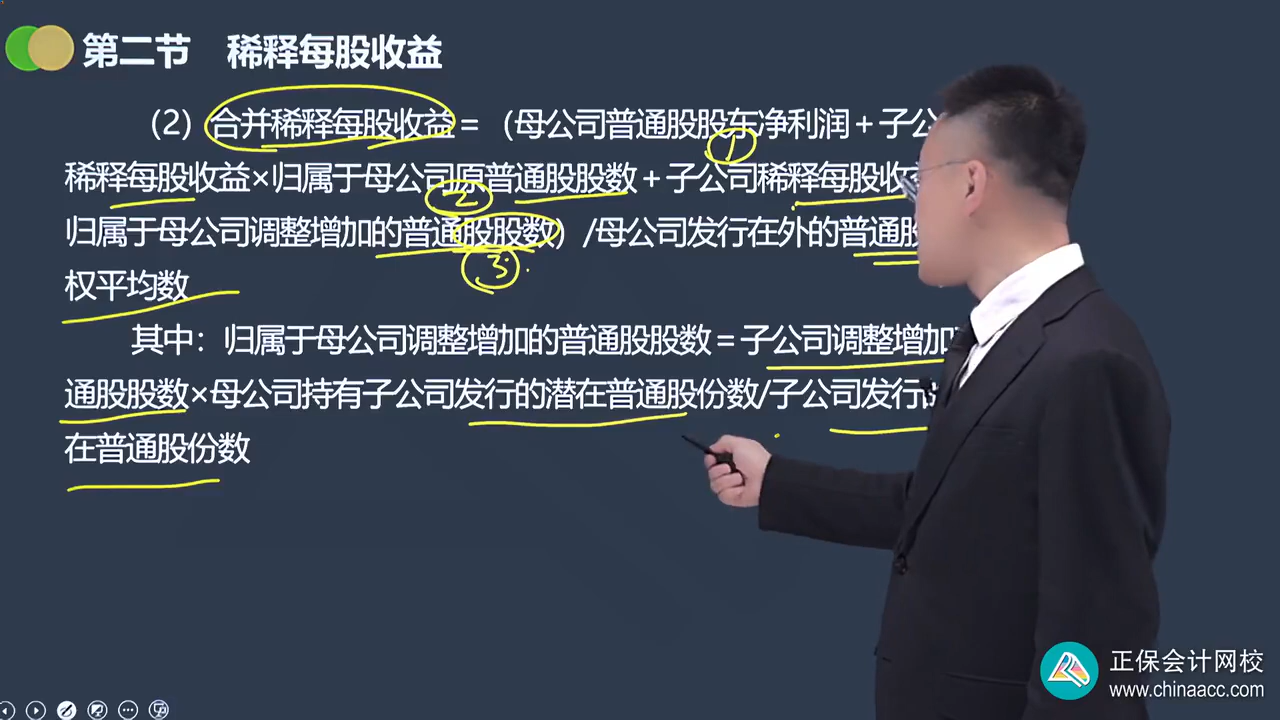 第二节 稀释每股收益
（2）合并稀释每股收益＝（母公司普通股股东净利润＋子公
①
稀释每股收益×归属于母公司原普通股股数＋子公司稀释每股收
②
归属于母公司调整增加的普通股股数）/母公司发行在外的普通股
③
权平均数
其中：归属于母公司调整增加的普通股股数＝子公司调整增加
通股股数×母公司持有子公司发行的潜在普通股份数/子公司发行
在普通股份数
正保会计网校
www.chinaacc.com